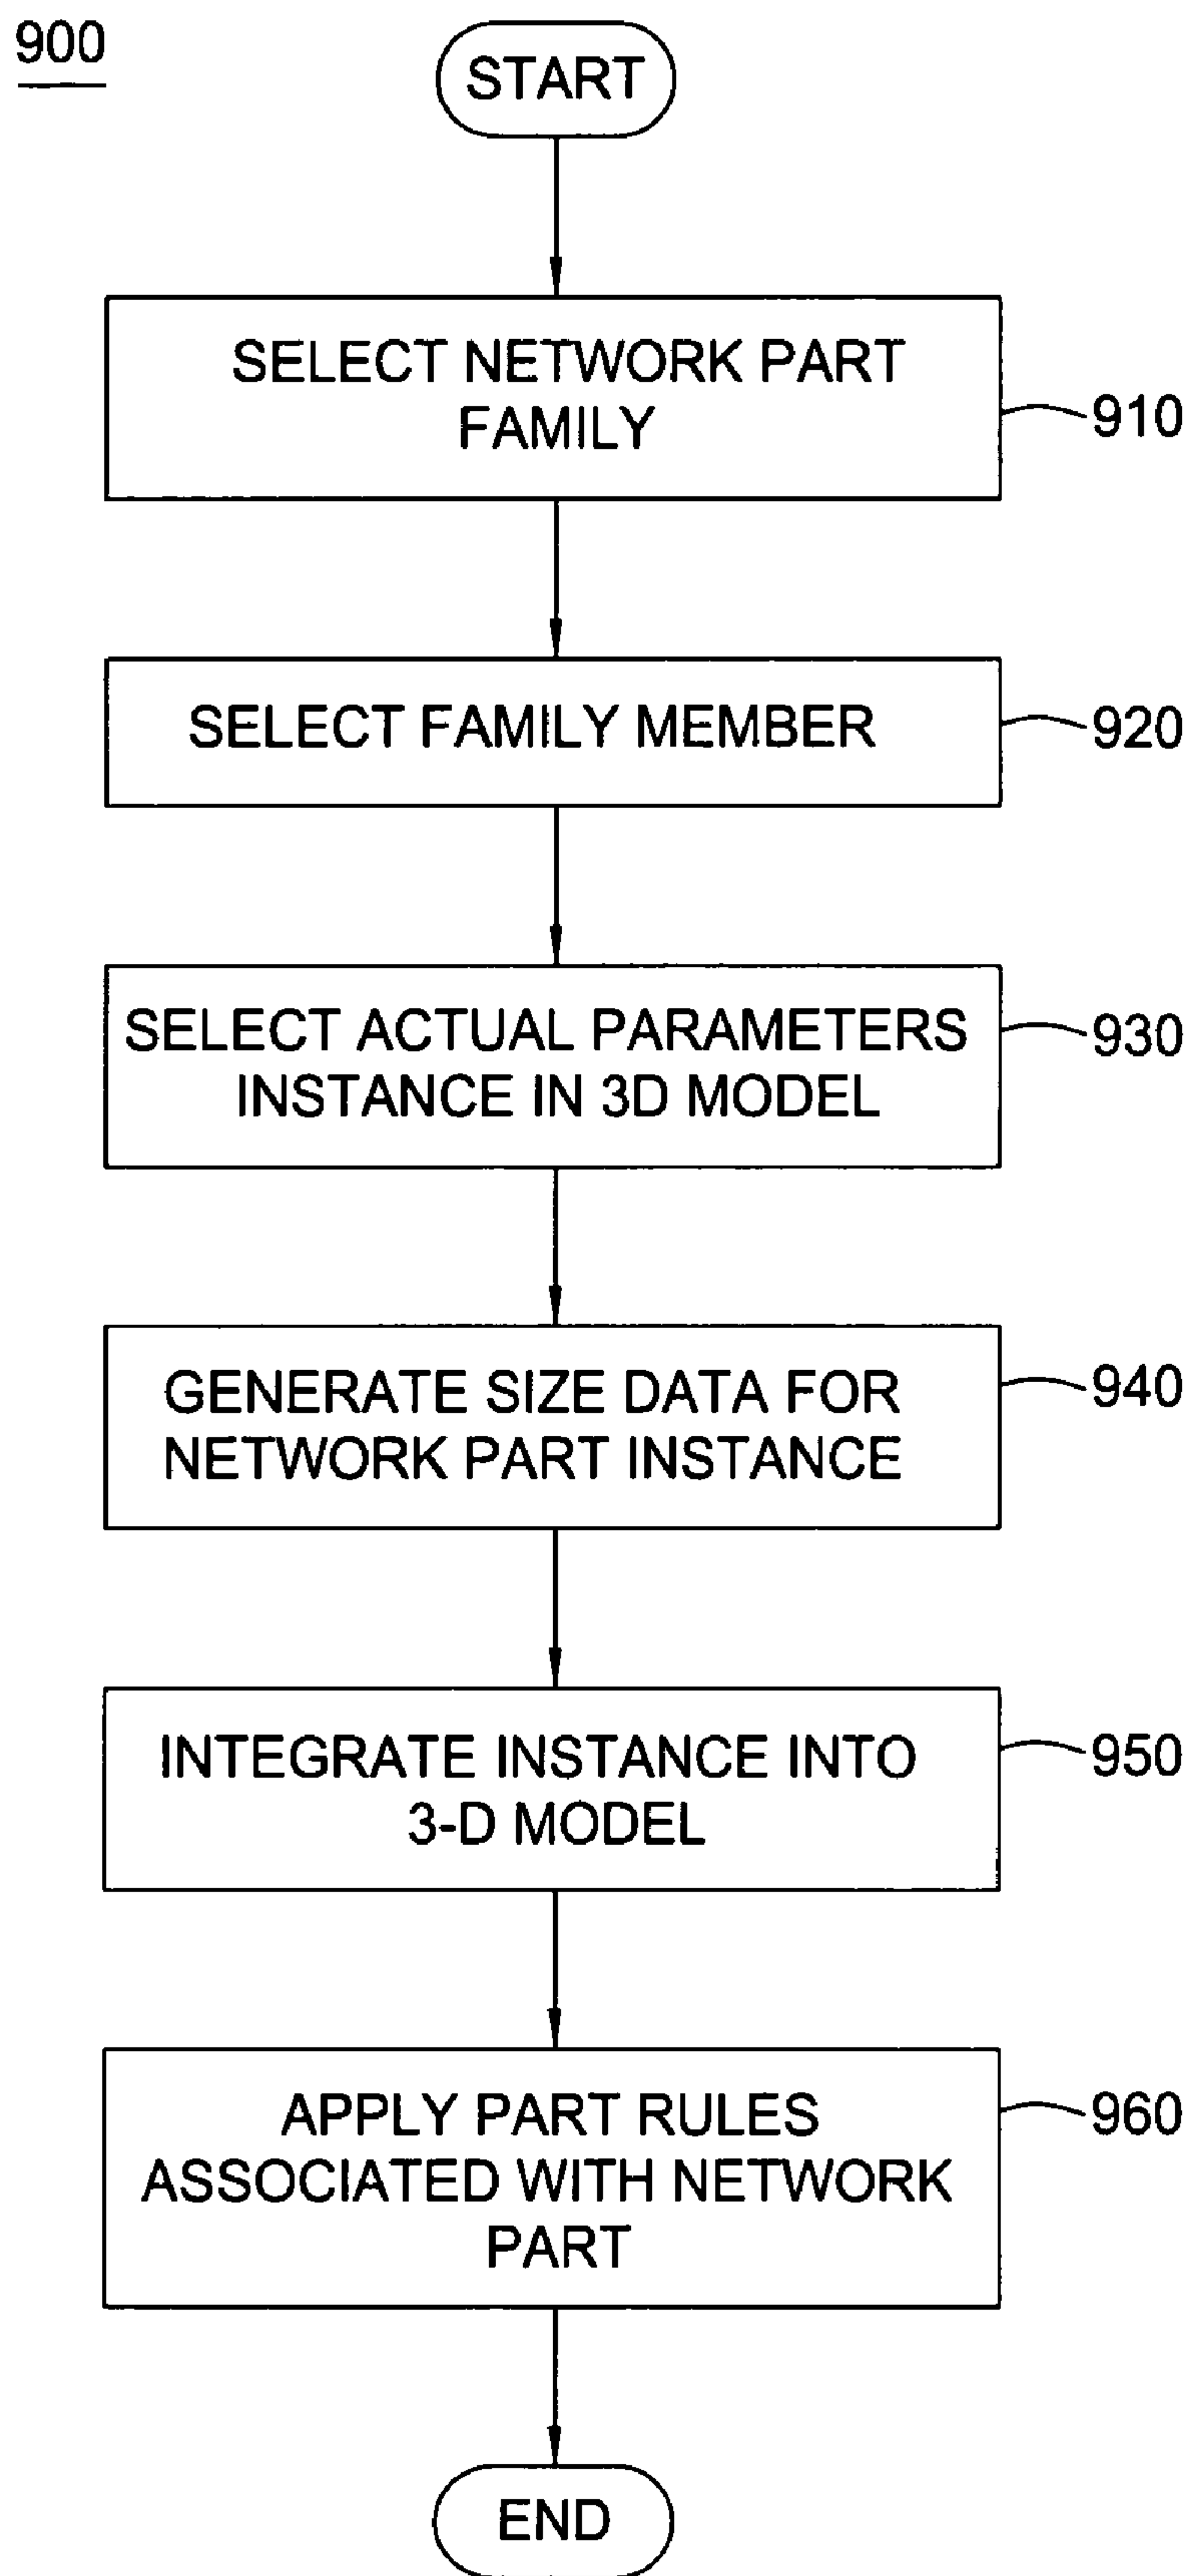 900
START
SELECT NETWORK PART
FAMILY
910
SELECT FAMILY MEMBER
920
SELECT ACTUAL PARAMETERS
INSTANCE IN 3D MODEL
930
GENERATE SIZE DATA FOR
NETWORK PART INSTANCE
940
INTEGRATE INSTANCE INTO
3-D MODEL
950
APPLY PART RULES
ASSOCIATED WITH NETWORK
PART
960
END